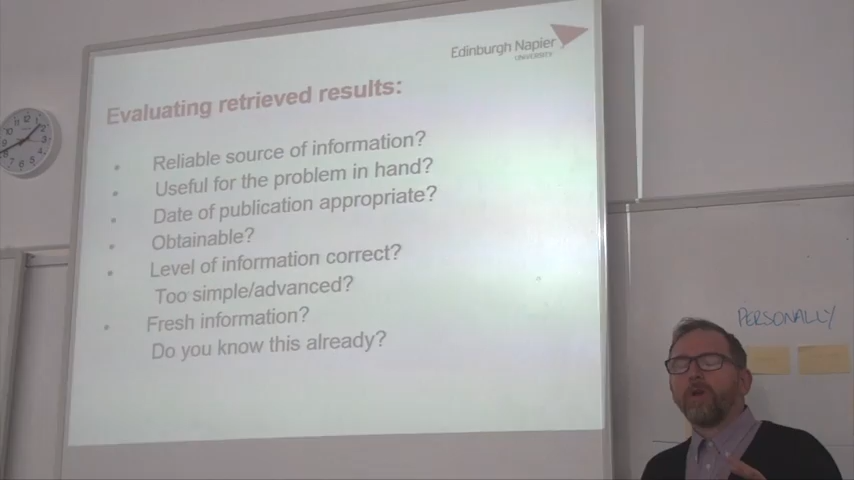 Edinburgh Napier
UNIVERSITY
Evaluating retrieved results:
• Reliable source of information?
• Useful for the problem in hand?
• Date of publication appropriate?
• Obtainable?
• Level of information correct?
Too simple/advanced?
• Fresh information?
Do you know this already?
PERSONALLY